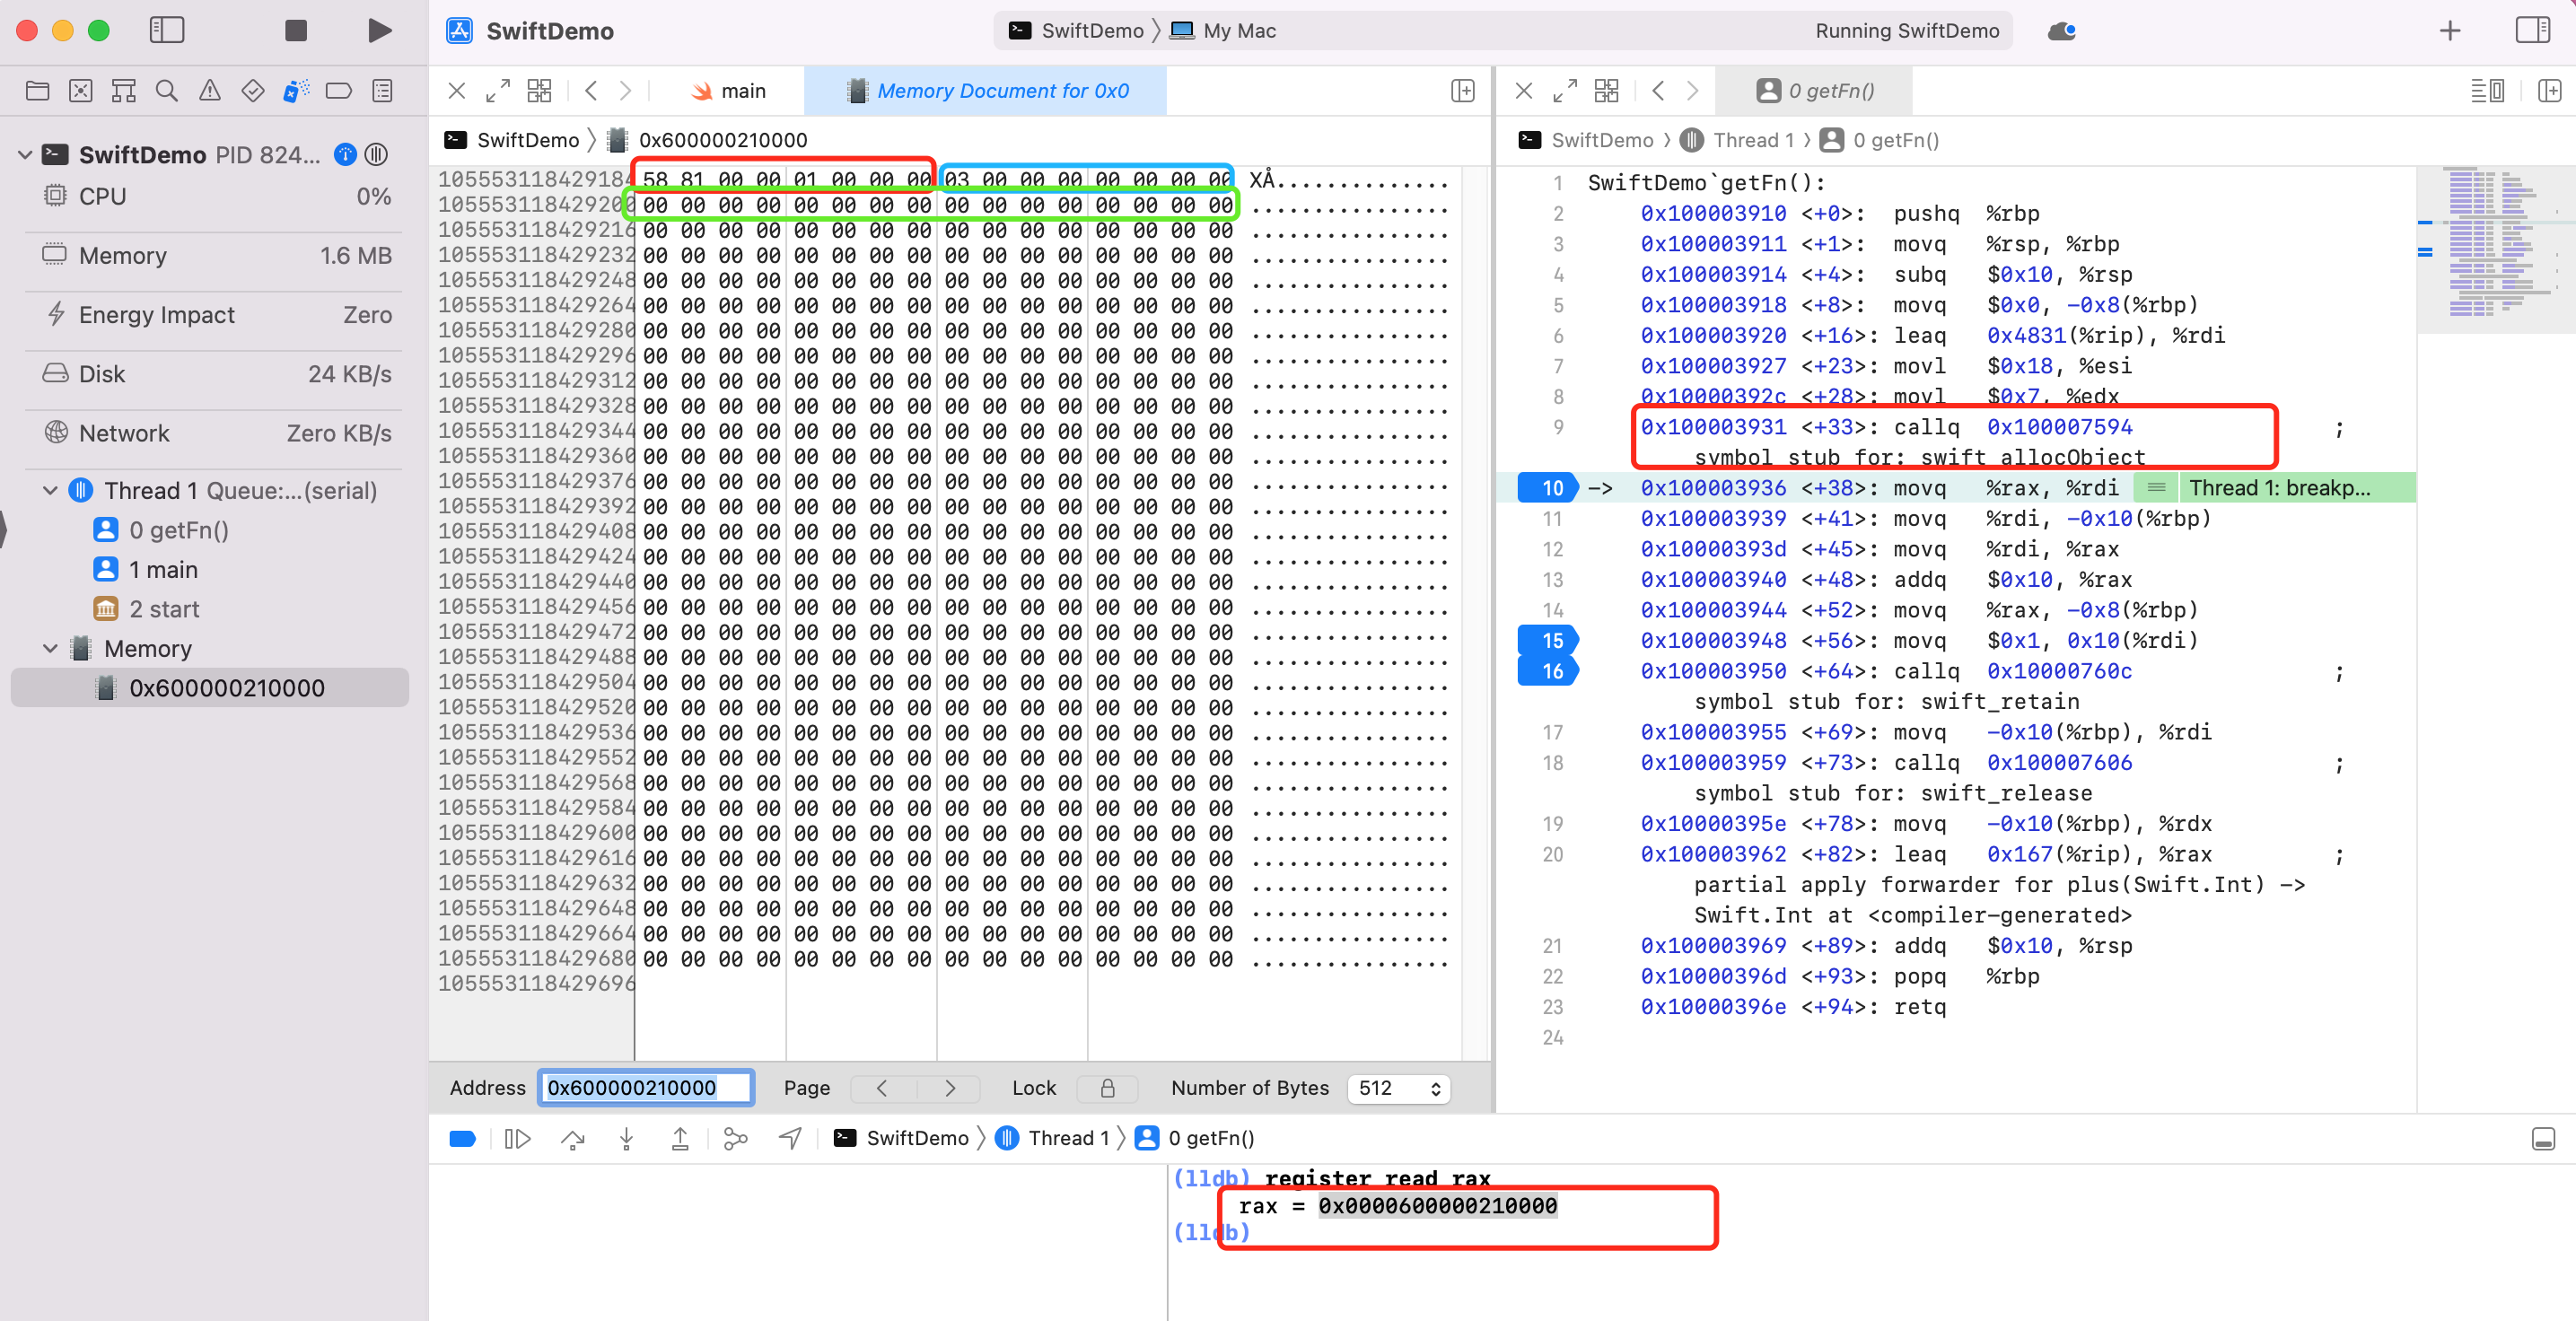 SwiftDemo
SwiftDemo 〉 My Mac
Running SwiftDemo
main
Memory Document for 0x0
0 getFn()
SwiftDemo PID 824...
CPU 0%
Memory 1.6 MB
Energy Impact Zero
Disk 24 KB/s
Network Zero KB/s
Thread 1 Queue:...(serial)
0 getFn()
1 main
2 start
Memory
0x600000210000
SwiftDemo 〉 0x600000210000
105553118429184 58 81 00 00 01 00 00 00 03 00 00 00 00 00 00 00 XÅ..............
105553118429200 00 00 00 00 00 00 00 00 00 00 00 00 00 00 00 00 ................
105553118429216 00 00 00 00 00 00 00 00 00 00 00 00 00 00 00 00 ................
105553118429232 00 00 00 00 00 00 00 00 00 00 00 00 00 00 00 00 ................
105553118429248 00 00 00 00 00 00 00 00 00 00 00 00 00 00 00 00 ................
105553118429264 00 00 00 00 00 00 00 00 00 00 00 00 00 00 00 00 ................
105553118429280 00 00 00 00 00 00 00 00 00 00 00 00 00 00 00 00 ................
105553118429296 00 00 00 00 00 00 00 00 00 00 00 00 00 00 00 00 ................
105553118429312 00 00 00 00 00 00 00 00 00 00 00 00 00 00 00 00 ................
105553118429328 00 00 00 00 00 00 00 00 00 00 00 00 00 00 00 00 ................
105553118429344 00 00 00 00 00 00 00 00 00 00 00 00 00 00 00 00 ................
105553118429360 00 00 00 00 00 00 00 00 00 00 00 00 00 00 00 00 ................
105553118429376 00 00 00 00 00 00 00 00 00 00 00 00 00 00 00 00 ................
105553118429392 00 00 00 00 00 00 00 00 00 00 00 00 00 00 00 00 ................
105553118429408 00 00 00 00 00 00 00 00 00 00 00 00 00 00 00 00 ................
105553118429424 00 00 00 00 00 00 00 00 00 00 00 00 00 00 00 00 ................
105553118429440 00 00 00 00 00 00 00 00 00 00 00 00 00 00 00 00 ................
105553118429456 00 00 00 00 00 00 00 00 00 00 00 00 00 00 00 00 ................
105553118429472 00 00 00 00 00 00 00 00 00 00 00 00 00 00 00 00 ................
105553118429488 00 00 00 00 00 00 00 00 00 00 00 00 00 00 00 00 ................
105553118429504 00 00 00 00 00 00 00 00 00 00 00 00 00 00 00 00 ................
105553118429520 00 00 00 00 00 00 00 00 00 00 00 00 00 00 00 00 ................
105553118429536 00 00 00 00 00 00 00 00 00 00 00 00 00 00 00 00 ................
105553118429552 00 00 00 00 00 00 00 00 00 00 00 00 00 00 00 00 ................
105553118429568 00 00 00 00 00 00 00 00 00 00 00 00 00 00 00 00 ................
105553118429584 00 00 00 00 00 00 00 00 00 00 00 00 00 00 00 00 ................
105553118429600 00 00 00 00 00 00 00 00 00 00 00 00 00 00 00 00 ................
105553118429616 00 00 00 00 00 00 00 00 00 00 00 00 00 00 00 00 ................
105553118429632 00 00 00 00 00 00 00 00 00 00 00 00 00 00 00 00 ................
105553118429648 00 00 00 00 00 00 00 00 00 00 00 00 00 00 00 00 ................
105553118429664 00 00 00 00 00 00 00 00 00 00 00 00 00 00 00 00 ................
105553118429680 00 00 00 00 00 00 00 00 00 00 00 00 00 00 00 00 ................
105553118429696
Address 0x600000210000 Page Lock Number of Bytes 512
SwiftDemo 〉 Thread 1 〉 0 getFn()
1 SwiftDemo`getFn():
2 0x100003910 <+0>: pushq %rbp
3 0x100003911 <+1>: movq %rsp, %rbp
4 0x100003914 <+4>: subq $0x10, %rsp
5 0x100003918 <+8>: movq $0x0, -0x8(%rbp)
6 0x100003920 <+16>: leaq 0x4831(%rip), %rdi
7 0x100003927 <+23>: movl $0x18, %esi
8 0x10000392c <+28>: movl $0x7, %edx
9 0x100003931 <+33>: callq 0x100007594 ;
symbol stub for: swift_allocObject
10 -> 0x100003936 <+38>: movq %rax, %rdi Thread 1: breakp...
11 0x100003939 <+41>: movq %rdi, -0x10(%rbp)
12 0x10000393d <+45>: movq %rdi, %rax
13 0x100003940 <+48>: addq $0x10, %rax
14 0x100003944 <+52>: movq %rax, -0x8(%rbp)
15 0x100003948 <+56>: movq $0x1, 0x10(%rdi)
16 0x100003950 <+64>: callq 0x10000760c ;
symbol stub for: swift_retain
17 0x100003955 <+69>: movq -0x10(%rbp), %rdi
18 0x100003959 <+73>: callq 0x100007606 ;
symbol stub for: swift_release
19 0x10000395e <+78>: movq -0x10(%rbp), %rdx
20 0x100003962 <+82>: leaq 0x167(%rip), %rax ;
partial apply forwarder for plus(Swift.Int) ->
Swift.Int at <compiler-generated>
21 0x100003969 <+89>: addq $0x10, %rsp
22 0x10000396d <+93>: popq %rbp
23 0x10000396e <+94>: retq
24
SwiftDemo 〉 Thread 1 〉 0 getFn()
(lldb) register read rax
rax = 0x0000600000210000
(lldb)